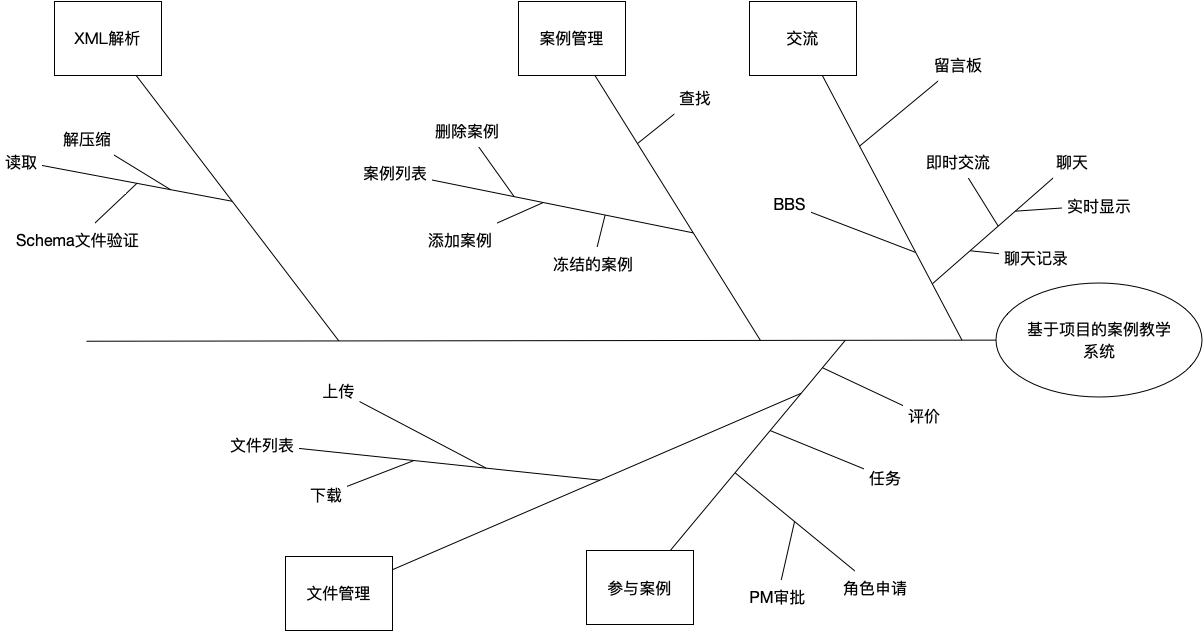 XML解析
案例管理
交流
留言板
查找
删除案例
解压缩
读取
案例列表
即时交流
聊天
BBS
实时显示
Schema文件验证
添加案例
冻结的案例
聊天记录
基于项目的案例教学
系统
上传
评价
文件列表
任务
下载
文件管理
参与案例
PM审批
角色申请